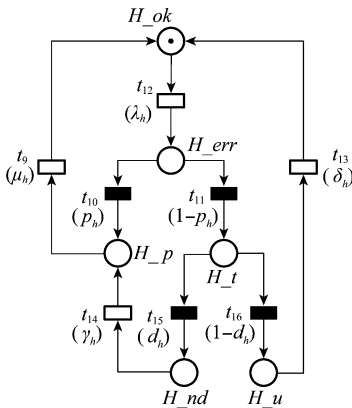 H_ok
t₁₂
(λₕ)
t₉
(μₕ)
H_err
t₁₃
(δₕ)
t₁₀
(pₕ)
t₁₁
(1−pₕ)
H_p
H_t
t₁₄
(γₕ)
t₁₅
(dₕ)
t₁₆
(1−dₕ)
H_nd
H_u